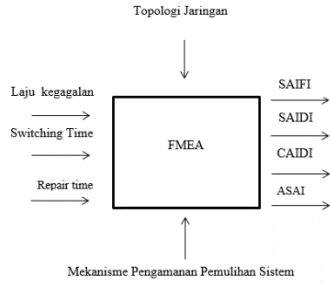 Topologi Jaringan
Laju kegagalan
Switching Time
Repair time
FMEA
SAIFI
SAIDI
CAIDI
ASAI
Mekanisme Pengamanan Pemulihan Sistem